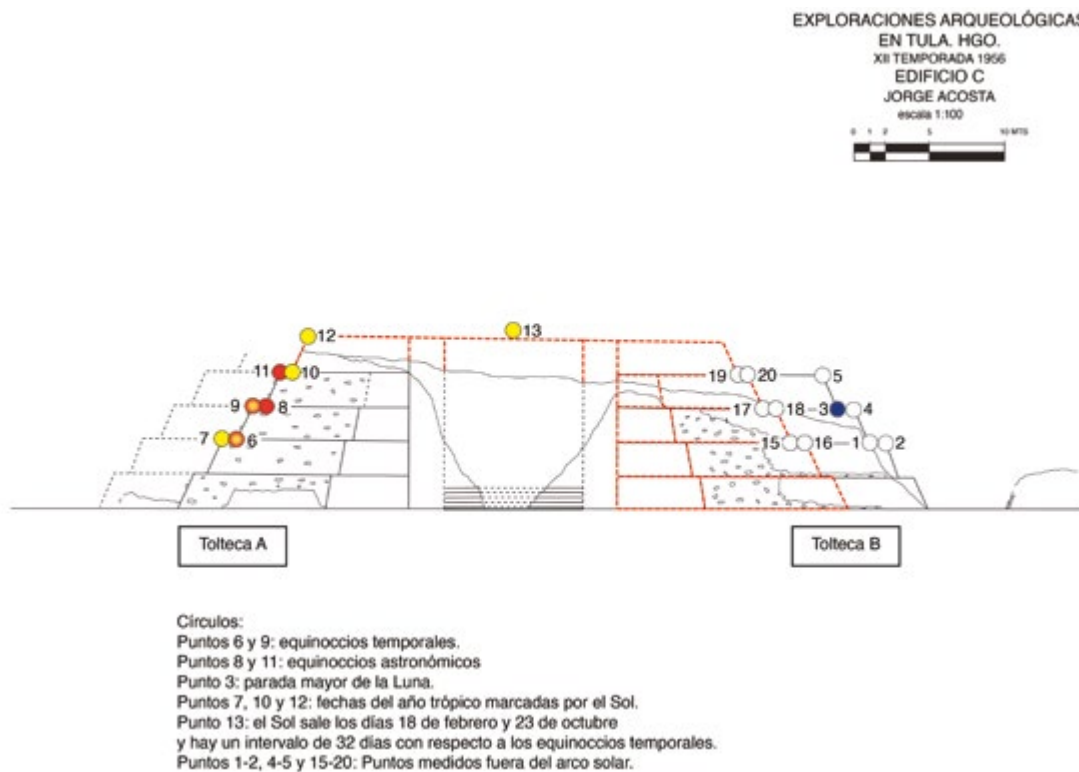 EXPLORACIONES ARQUEOLÓGICAS
EN TULA. HGO.
XII TEMPORADA 1956
EDIFICIO C
JORGE ACOSTA
escala 1:100
0 1 2 5 10 MTS
12 13
11 10 19 20 5
9 8 17 18 3 4
7 6 15 16 1 2
Tolteca A Tolteca B
Círculos:
Puntos 6 y 9: equinoccios temporales.
Puntos 8 y 11: equinoccios astronómicos
Punto 3: parada mayor de la Luna.
Puntos 7, 10 y 12: fechas del año trópico marcadas por el Sol.
Punto 13: el Sol sale los días 18 de febrero y 23 de octubre
y hay un intervalo de 32 días con respecto a los equinoccios temporales.
Puntos 1-2, 4-5 y 15-20: Puntos medidos fuera del arco solar.